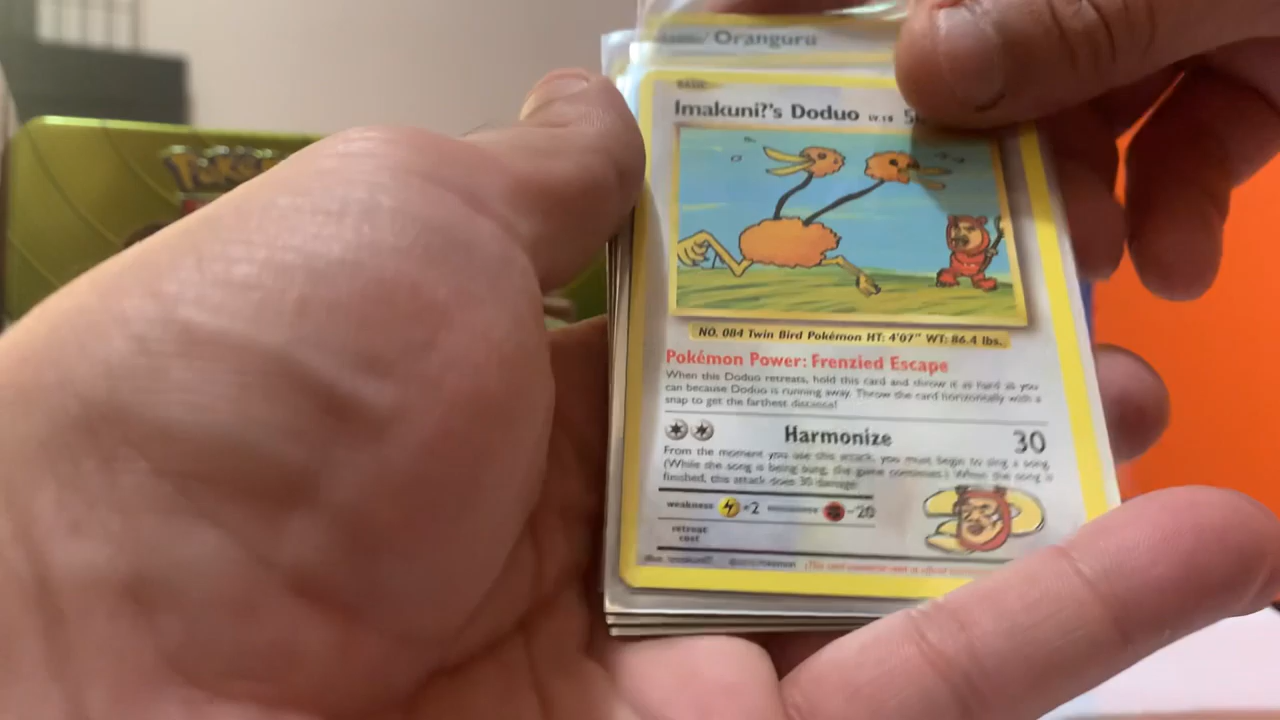 Oranguru
BASIC
Imakuni?'s Doduo LV.18
POKé
NO. 084 Twin Bird Pokémon HT: 4'07" WT: 86.4 lbs.
Pokémon Power: Frenzied Escape
When this Doduo retreats, hold this card and throw it as hard as you
can because Doduo is running away. Throw the card horizontally with a
snap to get the farthest distance!
Harmonize 30
From the moment you use this attack, you must begin to sing a song.
(While the song is being sung, the game continues.) When the song is
finished, this attack does 30 damage.
weakness ×2 resistance -20
retreat
cost